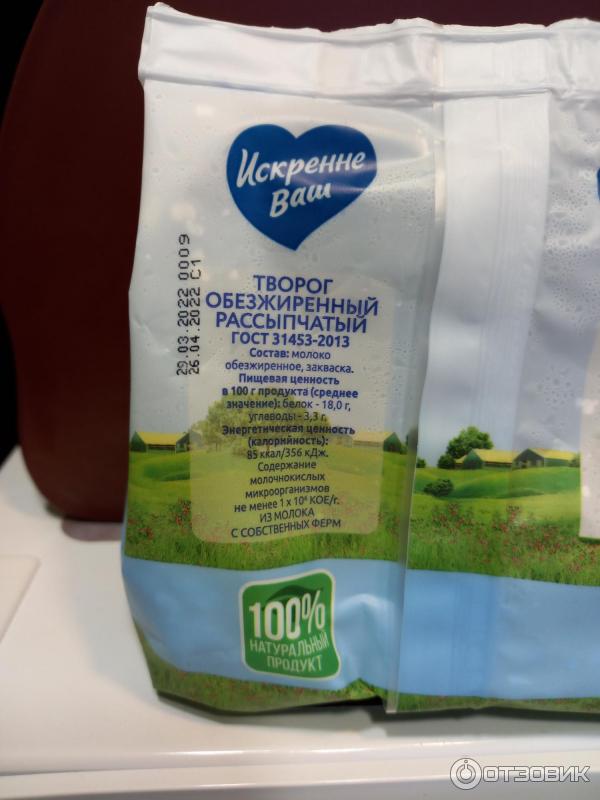 Искренне
Ваш
29.03.2022 0009
26.04.2022 C1
ТВОРОГ
ОБЕЗЖИРЕННЫЙ
РАССЫПЧАТЫЙ
ГОСТ 31453-2013
Состав: молоко
обезжиренное, закваска.
Пищевая ценность
в 100 г продукта (среднее
значение): белок - 18,0 г,
углеводы - 3,3 г.
Энергетическая ценность
(калорийность):
85 ккал/356 кДж.
Содержание
молочнокислых
микроорганизмов
не менее 1 х 10⁶ КОЕ/г.
ИЗ МОЛОКА
С СОБСТВЕННЫХ ФЕРМ
100%
НАТУРАЛЬНЫЙ
ПРОДУКТ
ОТЗОВИК